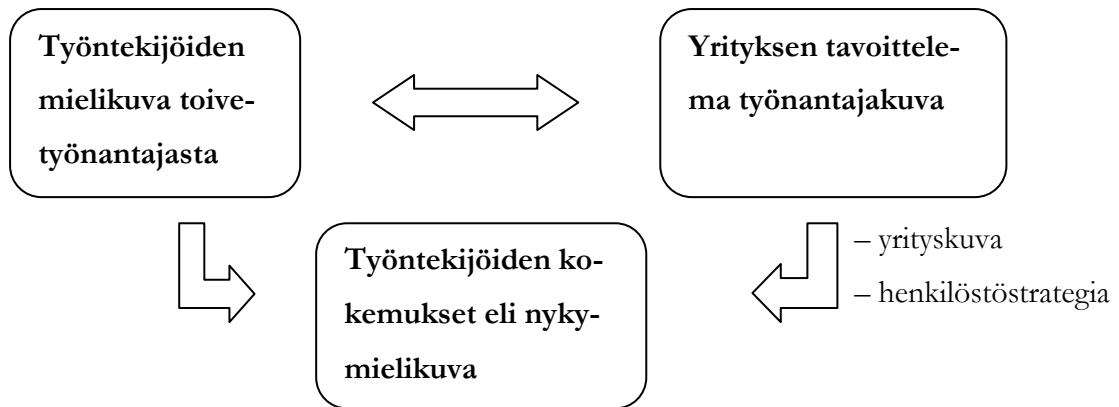 Työntekijöiden
mielikuva toive-
työnantajasta
Yrityksen tavoittele-
ma työnantajakuva
– yrityskuva
– henkilöstöstrategia
Työntekijöiden ko-
kemukset eli nyky-
mielikuva